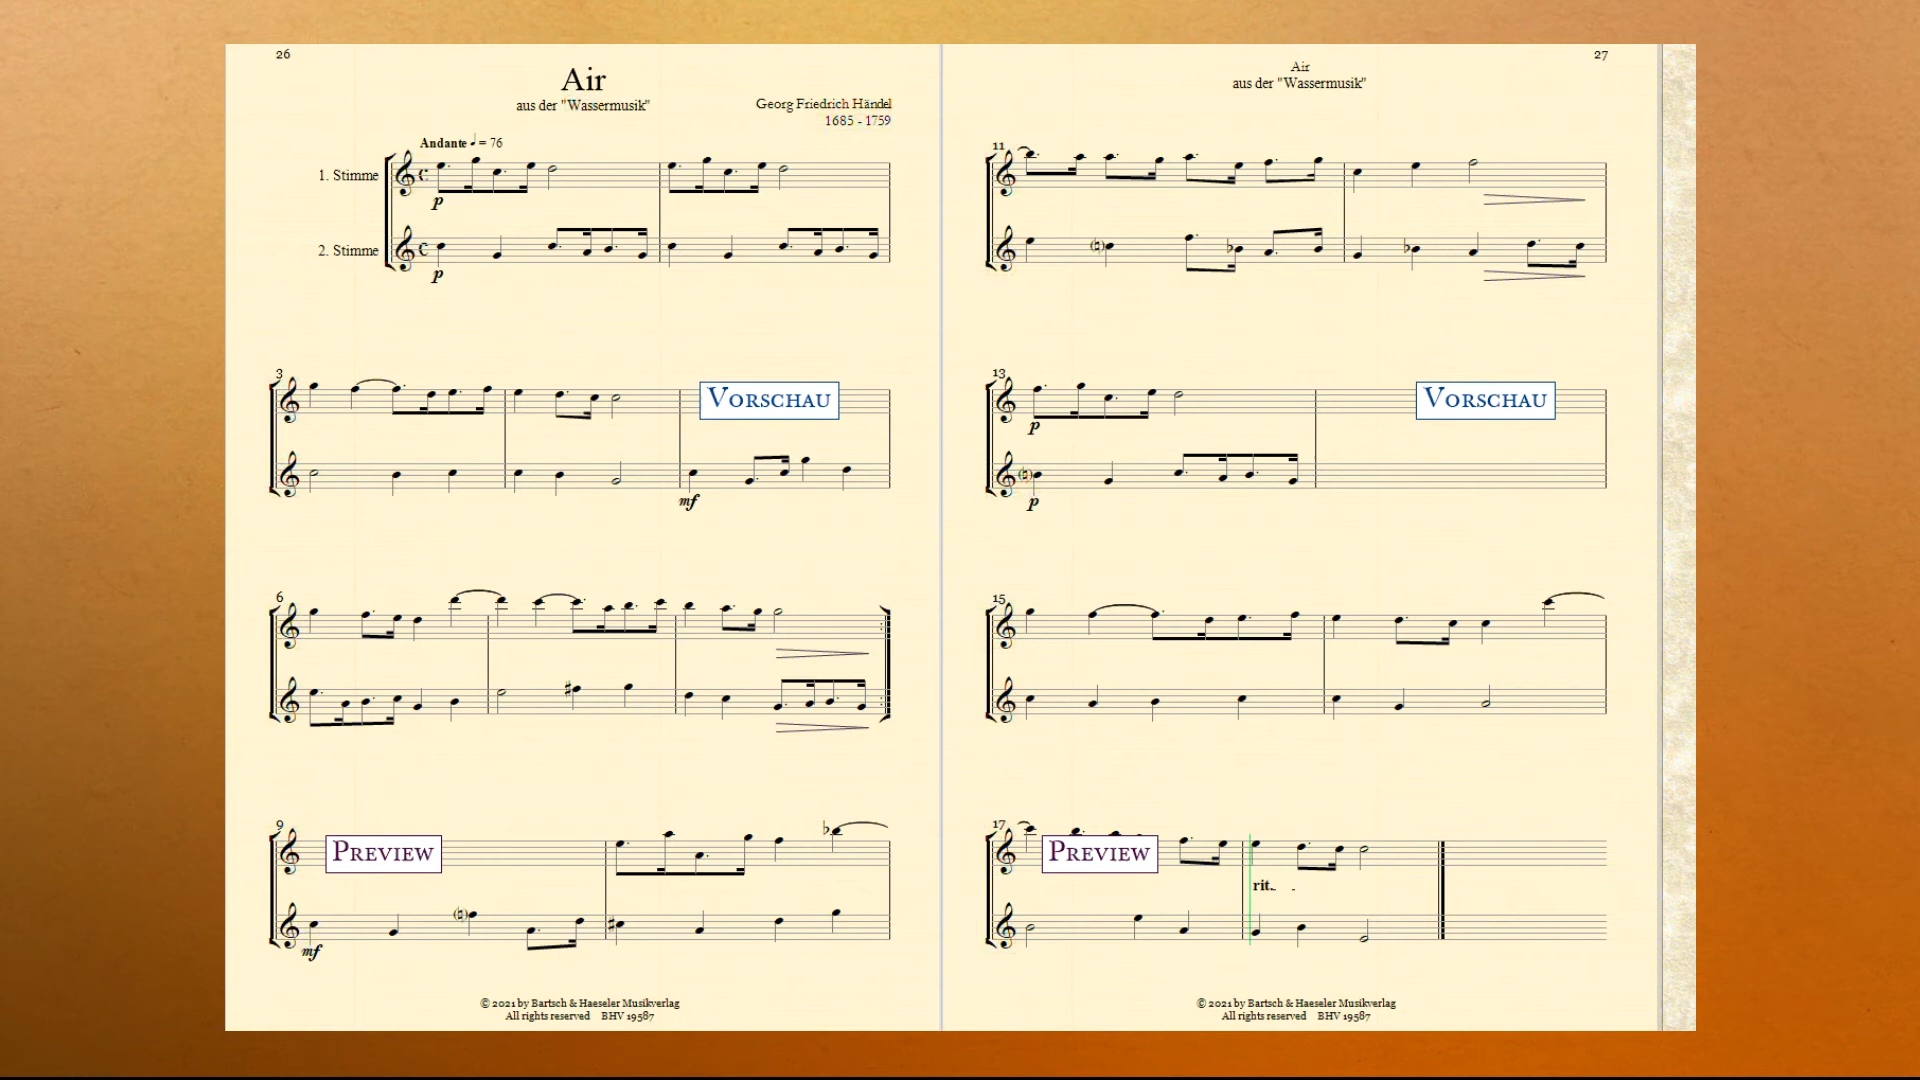 26
Air
aus der "Wassermusik"
Georg Friedrich Händel
1685 - 1759
Andante ♩ = 76
1. Stimme
p
2. Stimme
p
3
VORSCHAU
mf
6
9
PREVIEW
mf
© 2021 by Bartsch & Haeseler Musikverlag
All rights reserved BHV 19587
27
Air
aus der "Wassermusik"
11
13
VORSCHAU
p
p
15
17
PREVIEW
rit.
© 2021 by Bartsch & Haeseler Musikverlag
All rights reserved BHV 19587